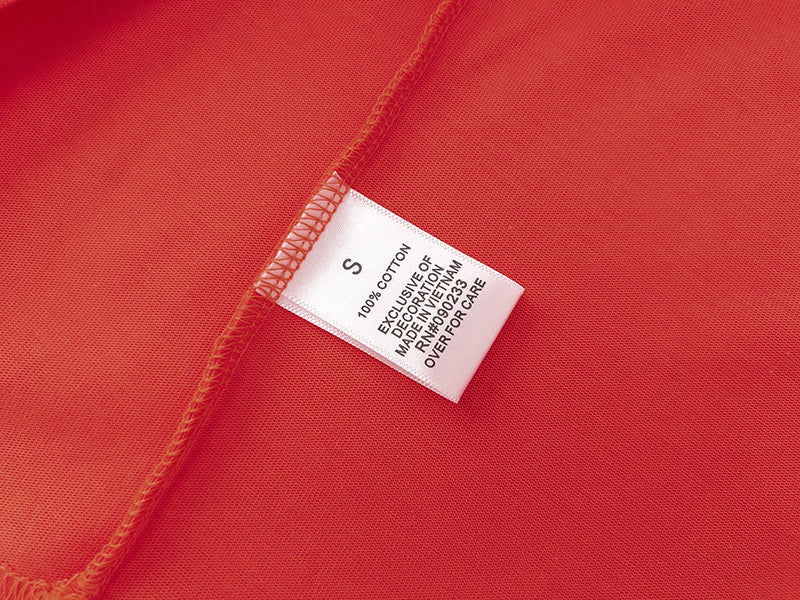 S
100% COTTON
EXCLUSIVE OF
DECORATION
MADE IN VIETNAM
RN#090233
OVER FOR CARE